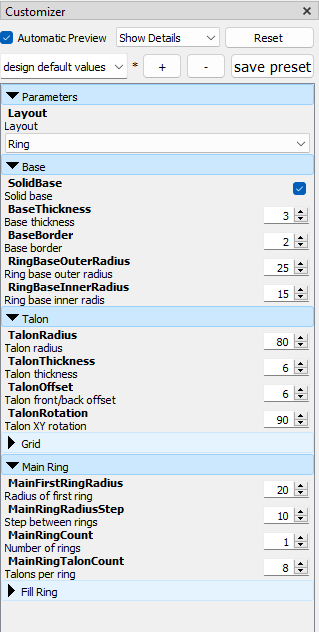 Customizer
Automatic Preview Show Details Reset
design default values * + - save preset
Parameters
Layout
Layout
Ring
Base
SolidBase
Solid base
BaseThickness
Base thickness 3
BaseBorder
Base border 2
RingBaseOuterRadius
Ring base outer radius 25
RingBaseInnerRadius
Ring base inner radis 15
Talon
TalonRadius
Talon radius 80
TalonThickness
Talon thickness 6
TalonOffset
Talon front/back offset 6
TalonRotation
Talon XY rotation 90
Grid
Main Ring
MainFirstRingRadius
Radius of first ring 20
MainRingRadiusStep
Step between rings 10
MainRingCount
Number of rings 1
MainRingTalonCount
Talons per ring 8
Fill Ring